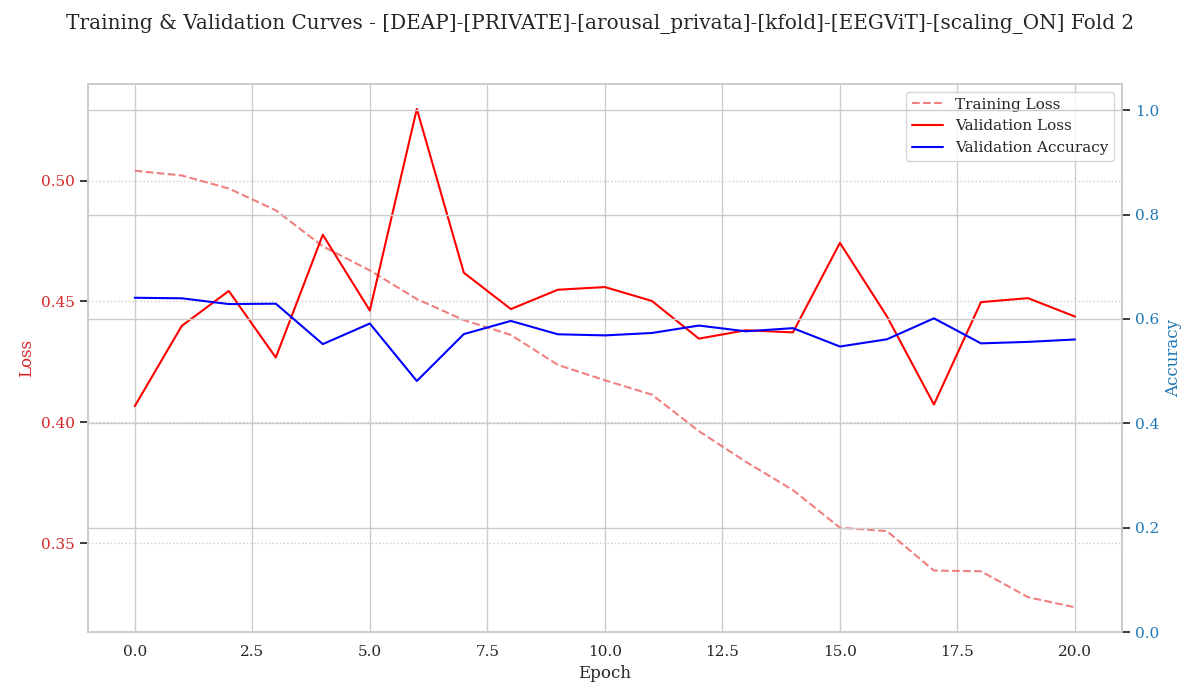 Training & Validation Curves - [DEAP]-[PRIVATE]-[arousal_privata]-[kfold]-[EEGViT]-[scaling_ON] Fold 2
Training Loss
Validation Loss
Validation Accuracy
Loss
0.50
0.45
0.40
0.35
Accuracy
1.0
0.8
0.6
0.4
0.2
0.0
0.0 2.5 5.0 7.5 10.0 12.5 15.0 17.5 20.0
Epoch